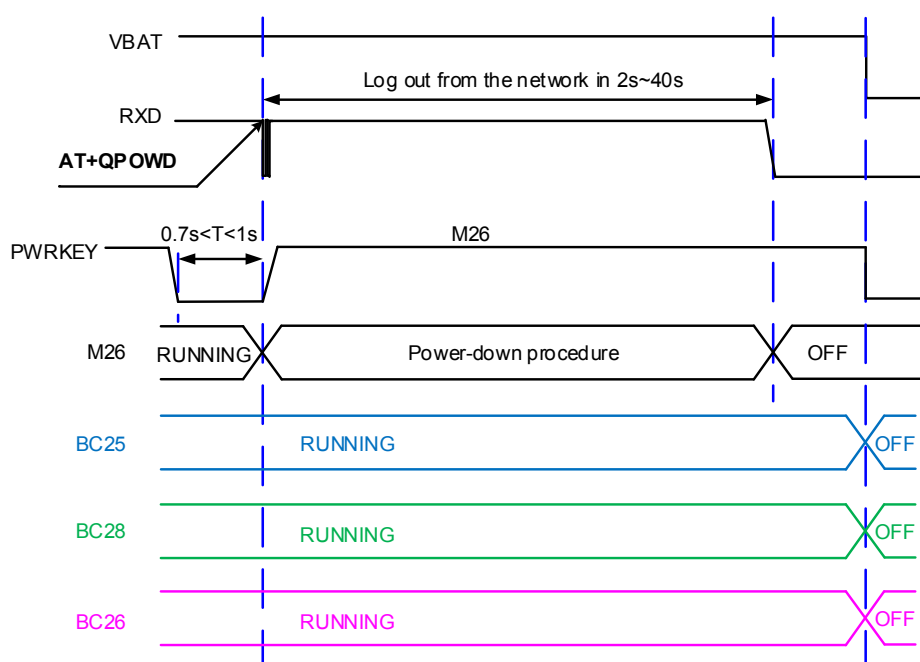 VBAT
Log out from the network in 2s~40s
RXD
AT+QPOWD
0.7s<T<1s
M26
PWRKEY
M26
RUNNING
Power-down procedure
OFF
BC25
RUNNING
OFF
BC28
RUNNING
OFF
BC26
RUNNING
OFF